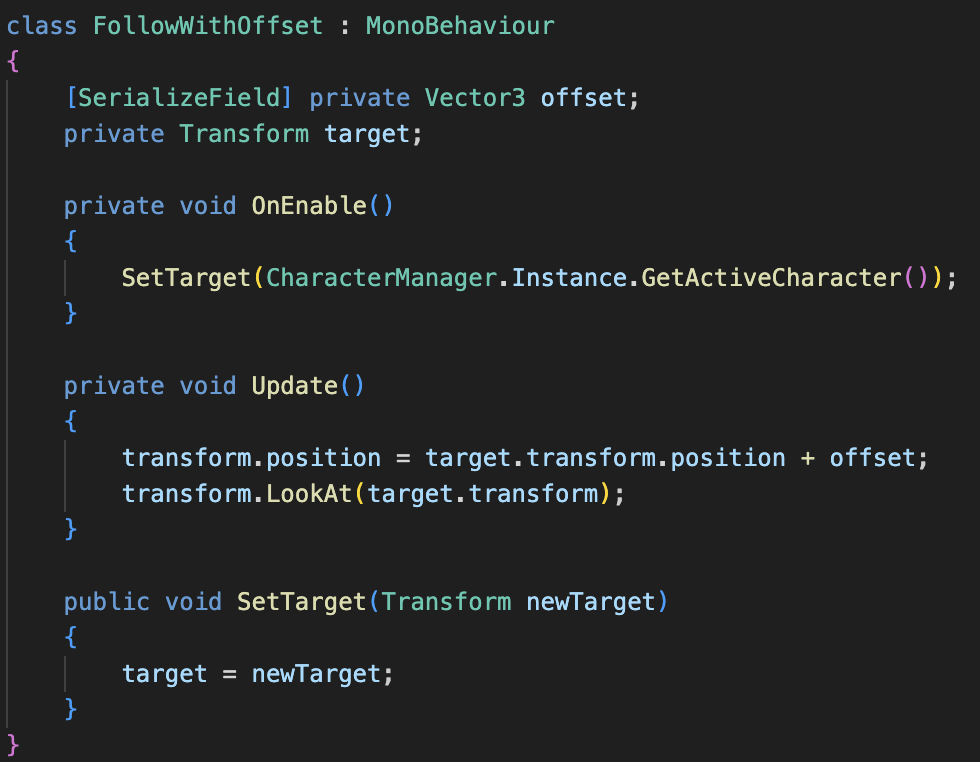 class FollowWithOffset : MonoBehaviour
{
    [SerializeField] private Vector3 offset;
    private Transform target;

    private void OnEnable()
    {
        SetTarget(CharacterManager.Instance.GetActiveCharacter());
    }

    private void Update()
    {
        transform.position = target.transform.position + offset;
        transform.LookAt(target.transform);
    }

    public void SetTarget(Transform newTarget)
    {
        target = newTarget;
    }
}